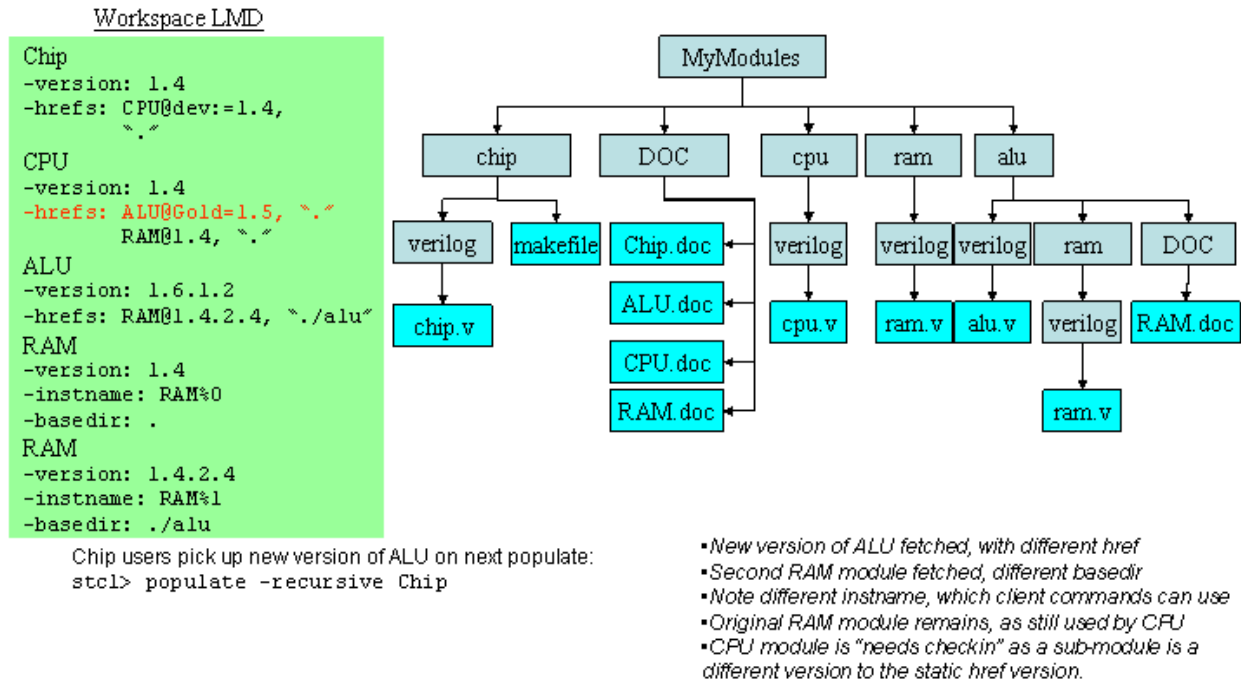 Workspace LMD
Chip
-version: 1.4
-hrefs: CPU@dev:=1.4,
"."
CPU
-version: 1.4
-hrefs: ALU@Gold=1.5, "."
RAM@1.4, "."
ALU
-version: 1.6.1.2
-hrefs: RAM@1.4.2.4, "./alu"
RAM
-version: 1.4
-instname: RAM%0
-basedir: .
RAM
-version: 1.4.2.4
-instname: RAM%1
-basedir: ./alu
MyModules
chip
DOC
cpu
ram
alu
verilog
makefile
Chip.doc
verilog
verilog
verilog
ram
DOC
chip.v
ALU.doc
cpu.v
ram.v
alu.v
verilog
RAM.doc
CPU.doc
RAM.doc
ram.v
Chip users pick up new version of ALU on next populate:
stcl> populate -recursive Chip
▪New version of ALU fetched, with different href
▪Second RAM module fetched, different basedir
▪Note different instname, which client commands can use
▪Original RAM module remains, as still used by CPU
▪CPU module is "needs checkin" as a sub-module is a
different version to the static href version.